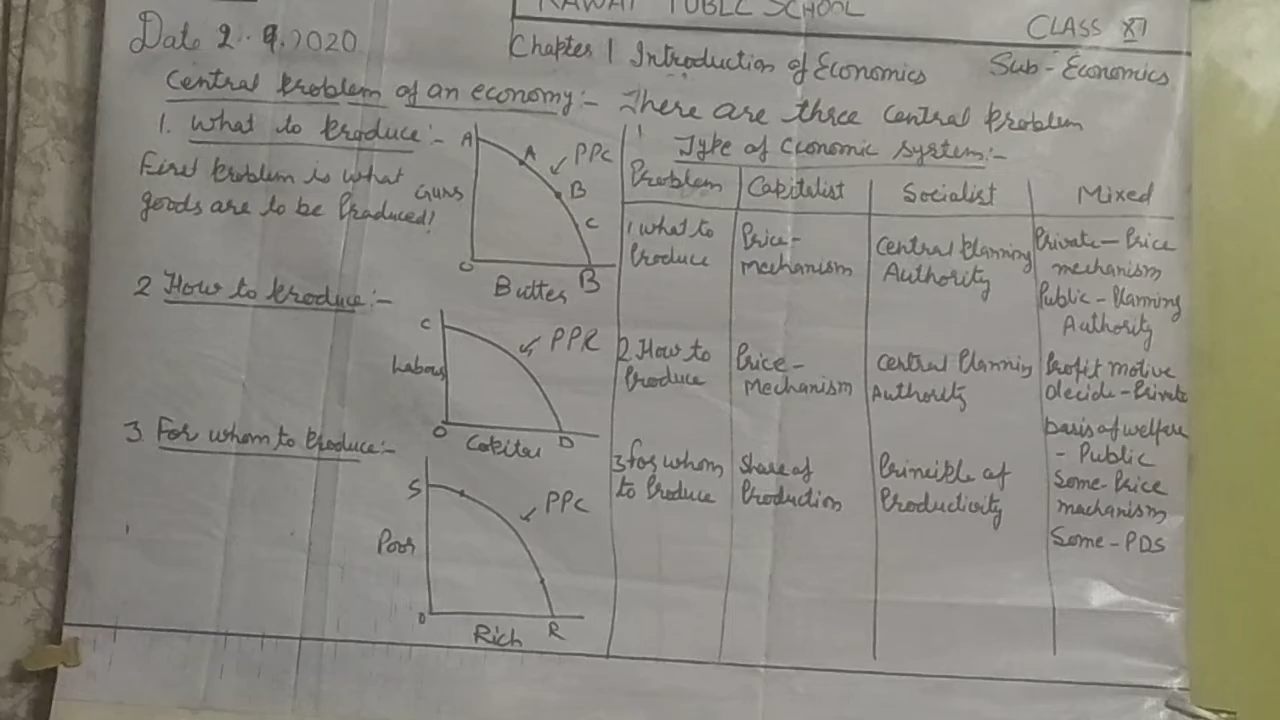 RAWAT PUBLC SCHOOL
CLASS XI
Date 2.9.2020
Chapter 1 Introduction of Economics
Sub - Economics
Central Problem of an economy:- There are three central Problem
1. What to Produce:-
First Problem is what
goods are to be Produced!
A
A
PPC
B
C
Guns
O
Butter
B
2 How to Produce:-
C
PPR
Labour
O
Capital
D
3. For whom to Produce:-
S
PPC
Poor
0
Rich
R
Type of Economic System:-
Problem
Capitalist
Socialist
Mixed
1 what to
Produce
Price-
mechanism
Central Planning
Authority
Private-Price
mechanism
Public-Planning
Authority
2. How to
Produce
Price-
Mechanism
Central Planning
Authority
Profit motive
decide-Private
basis of welfare
- Public
3 for whom
to Produce
Share of
Production
Principle of
Productivity
Some-Price
mechanism
Some-PDS